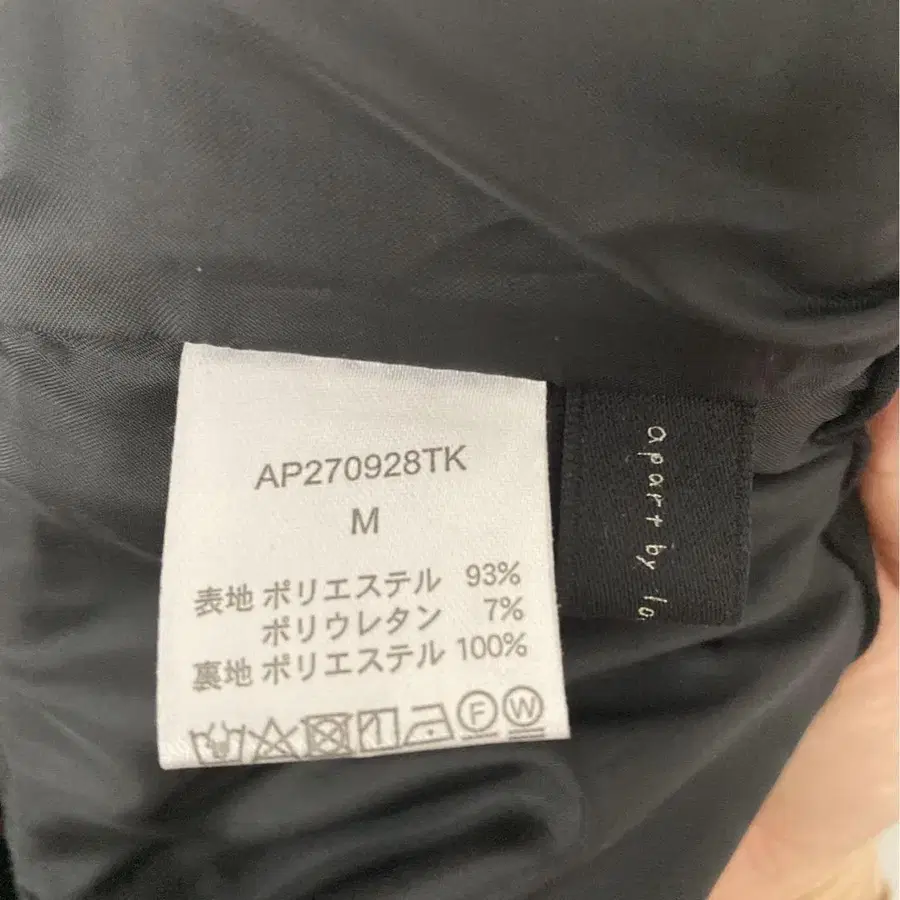 AP270928TK
M
表地 ポリエステル 93%
ポリウレタン 7%
裏地 ポリエステル 100%
F W
apart by